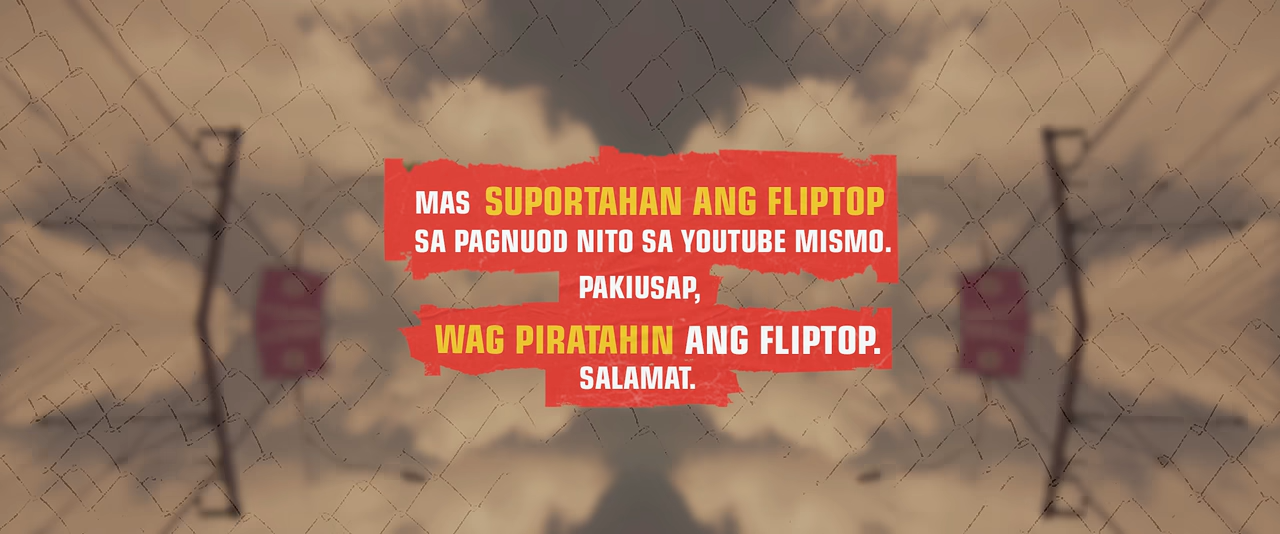 MAS SUPORTAHAN ANG FLIPTOP
SA PAGNUOD NITO SA YOUTUBE MISMO.
PAKIUSAP,
WAG PIRATAHIN ANG FLIPTOP.
SALAMAT.